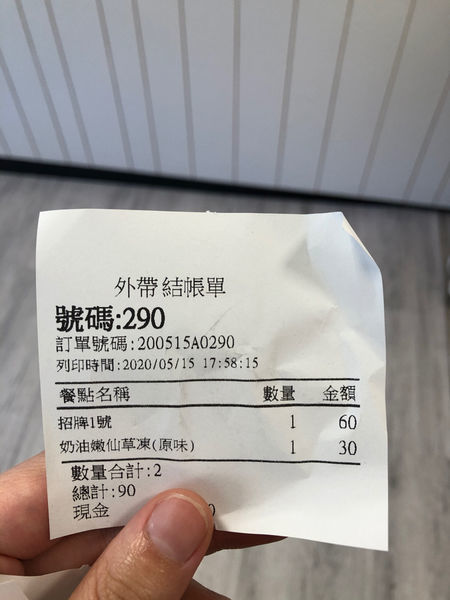 外帶 結帳單
號碼:290
訂單號碼:200515A0290
列印時間:2020/05/15 17:58:15
餐點名稱 數量 金額
招牌1號 1 60
奶油嫩仙草凍(原味) 1 30
數量合計:2
總計:90
現金